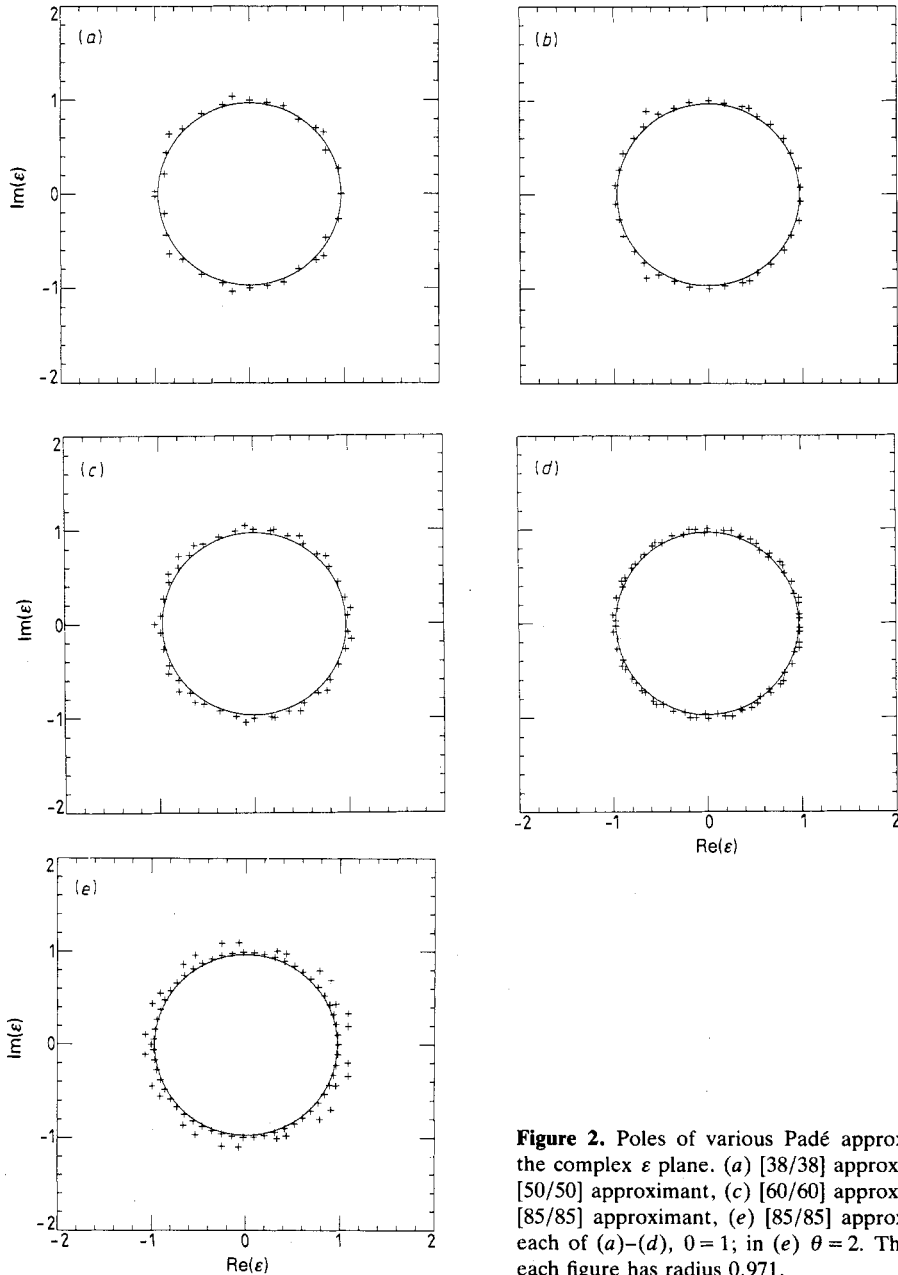 2
(a)
1
0
-1
-2
Im(ε)
(b)
2
(c)
1
0
-1
-2
-1
0
1
Im(ε)
(d)
-2
-1
0
1
2
Re(ε)
2
(e)
1
0
-1
-2
-2
-1
0
1
2
Im(ε)
Re(ε)
Figure 2. Poles of various Padé approx
the complex ε plane. (a) [38/38] approx
[50/50] approximant, (c) [60/60] approx
[85/85] approximant, (e) [85/85] approx
each of (a)–(d), 0=1; in (e) θ=2. Th
each figure has radius 0.971.